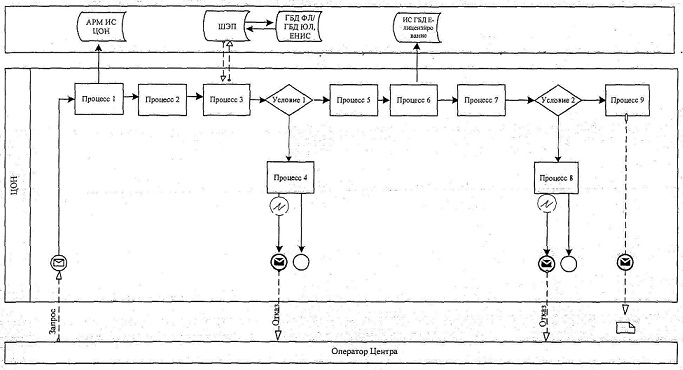 АРМ ИС
ЦОН
ШЭП
ГБД ФЛ/
ГБД ЮЛ,
ЕНИС
ИС ГБД Е-
лицензиро
вание
ЦОН
Процесс 1
Процесс 2
Процесс 3
Условие 1
Процесс 5
Процесс 6
Процесс 7
Условие 2
Процесс 9
Процесс 4
Процесс 8
Запрос
Отказ
Отказ
Оператор Центра